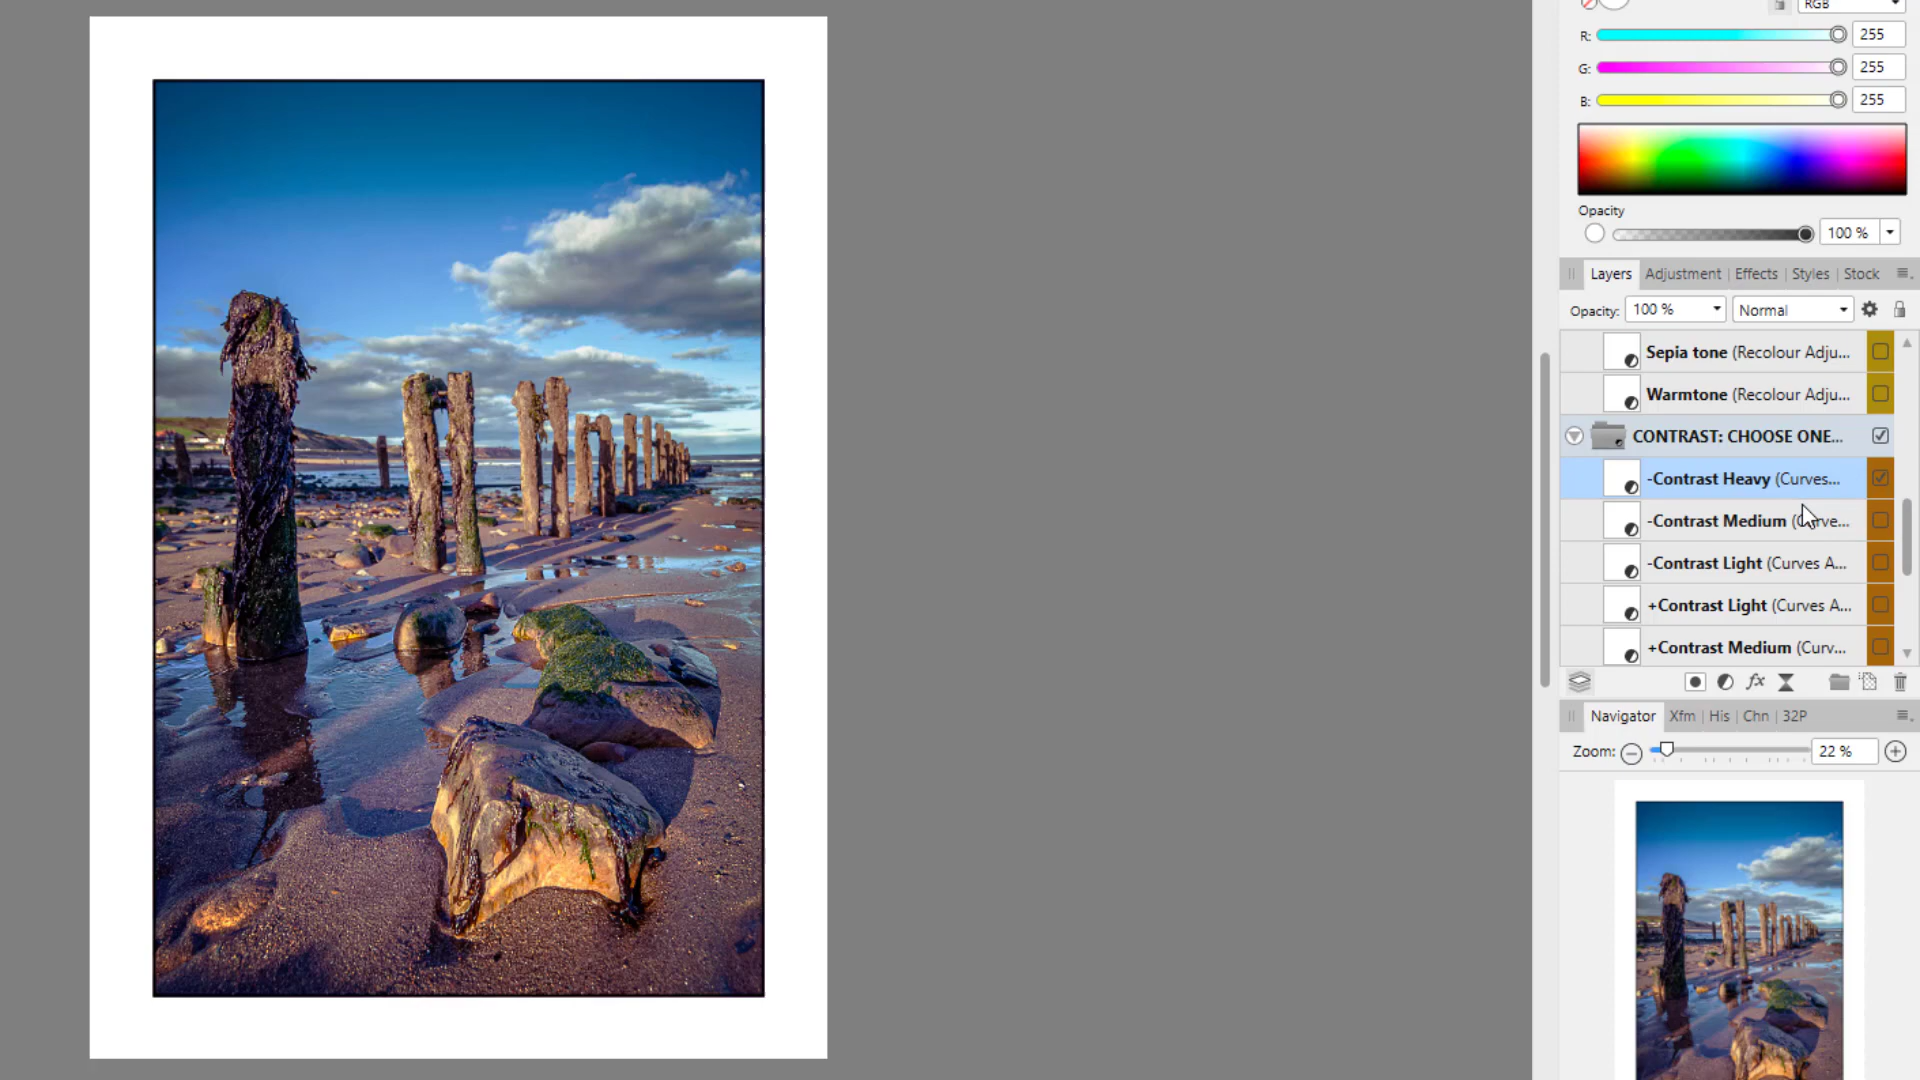 RGB
R: 255
G: 255
B: 255
Opacity
100 %
Layers Adjustment Effects Styles Stock
Opacity: 100 % Normal
Sepia tone (Recolour Adju...
Warmtone (Recolour Adju...
CONTRAST: CHOOSE ONE...
-Contrast Heavy (Curves...
-Contrast Medium (Curve...
-Contrast Light (Curves A...
+Contrast Light (Curves A...
+Contrast Medium (Curv...
fx
Navigator Xfm His Chn 32P
Zoom: 22 %